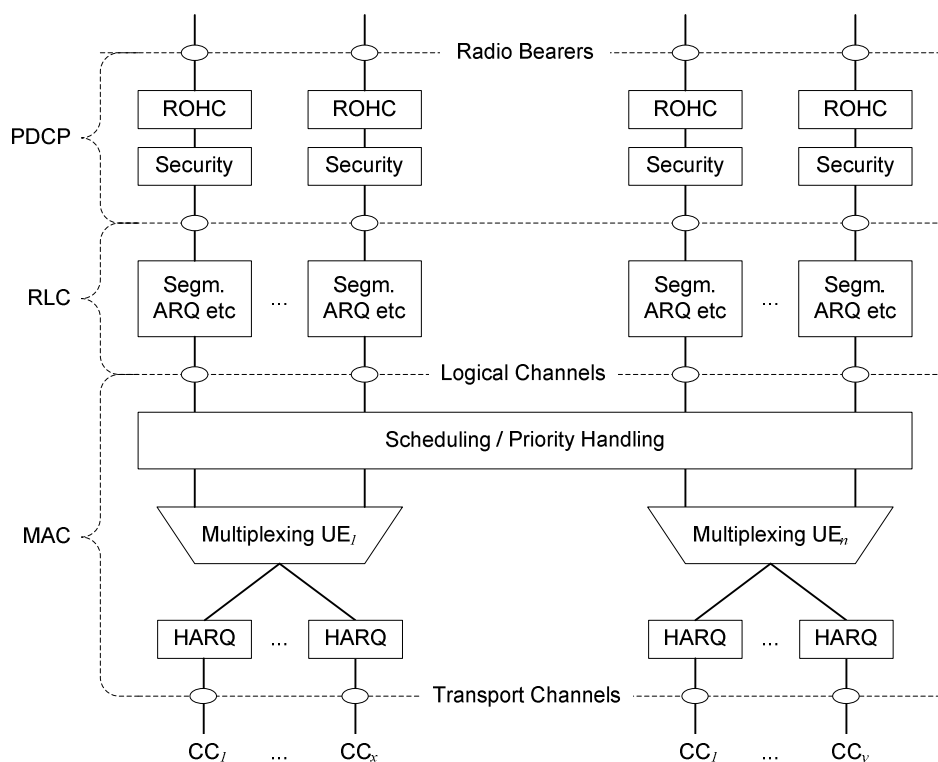 Radio Bearers
ROHC ROHC ROHC ROHC
PDCP
Security Security Security Security
Segm. Segm. Segm. Segm.
RLC
ARQ etc ... ARQ etc ARQ etc ... ARQ etc
Logical Channels
Scheduling / Priority Handling
MAC
Multiplexing UE1 Multiplexing UEn
HARQ ... HARQ HARQ ... HARQ
Transport Channels
CC1 ... CCx CC1 ... CCy